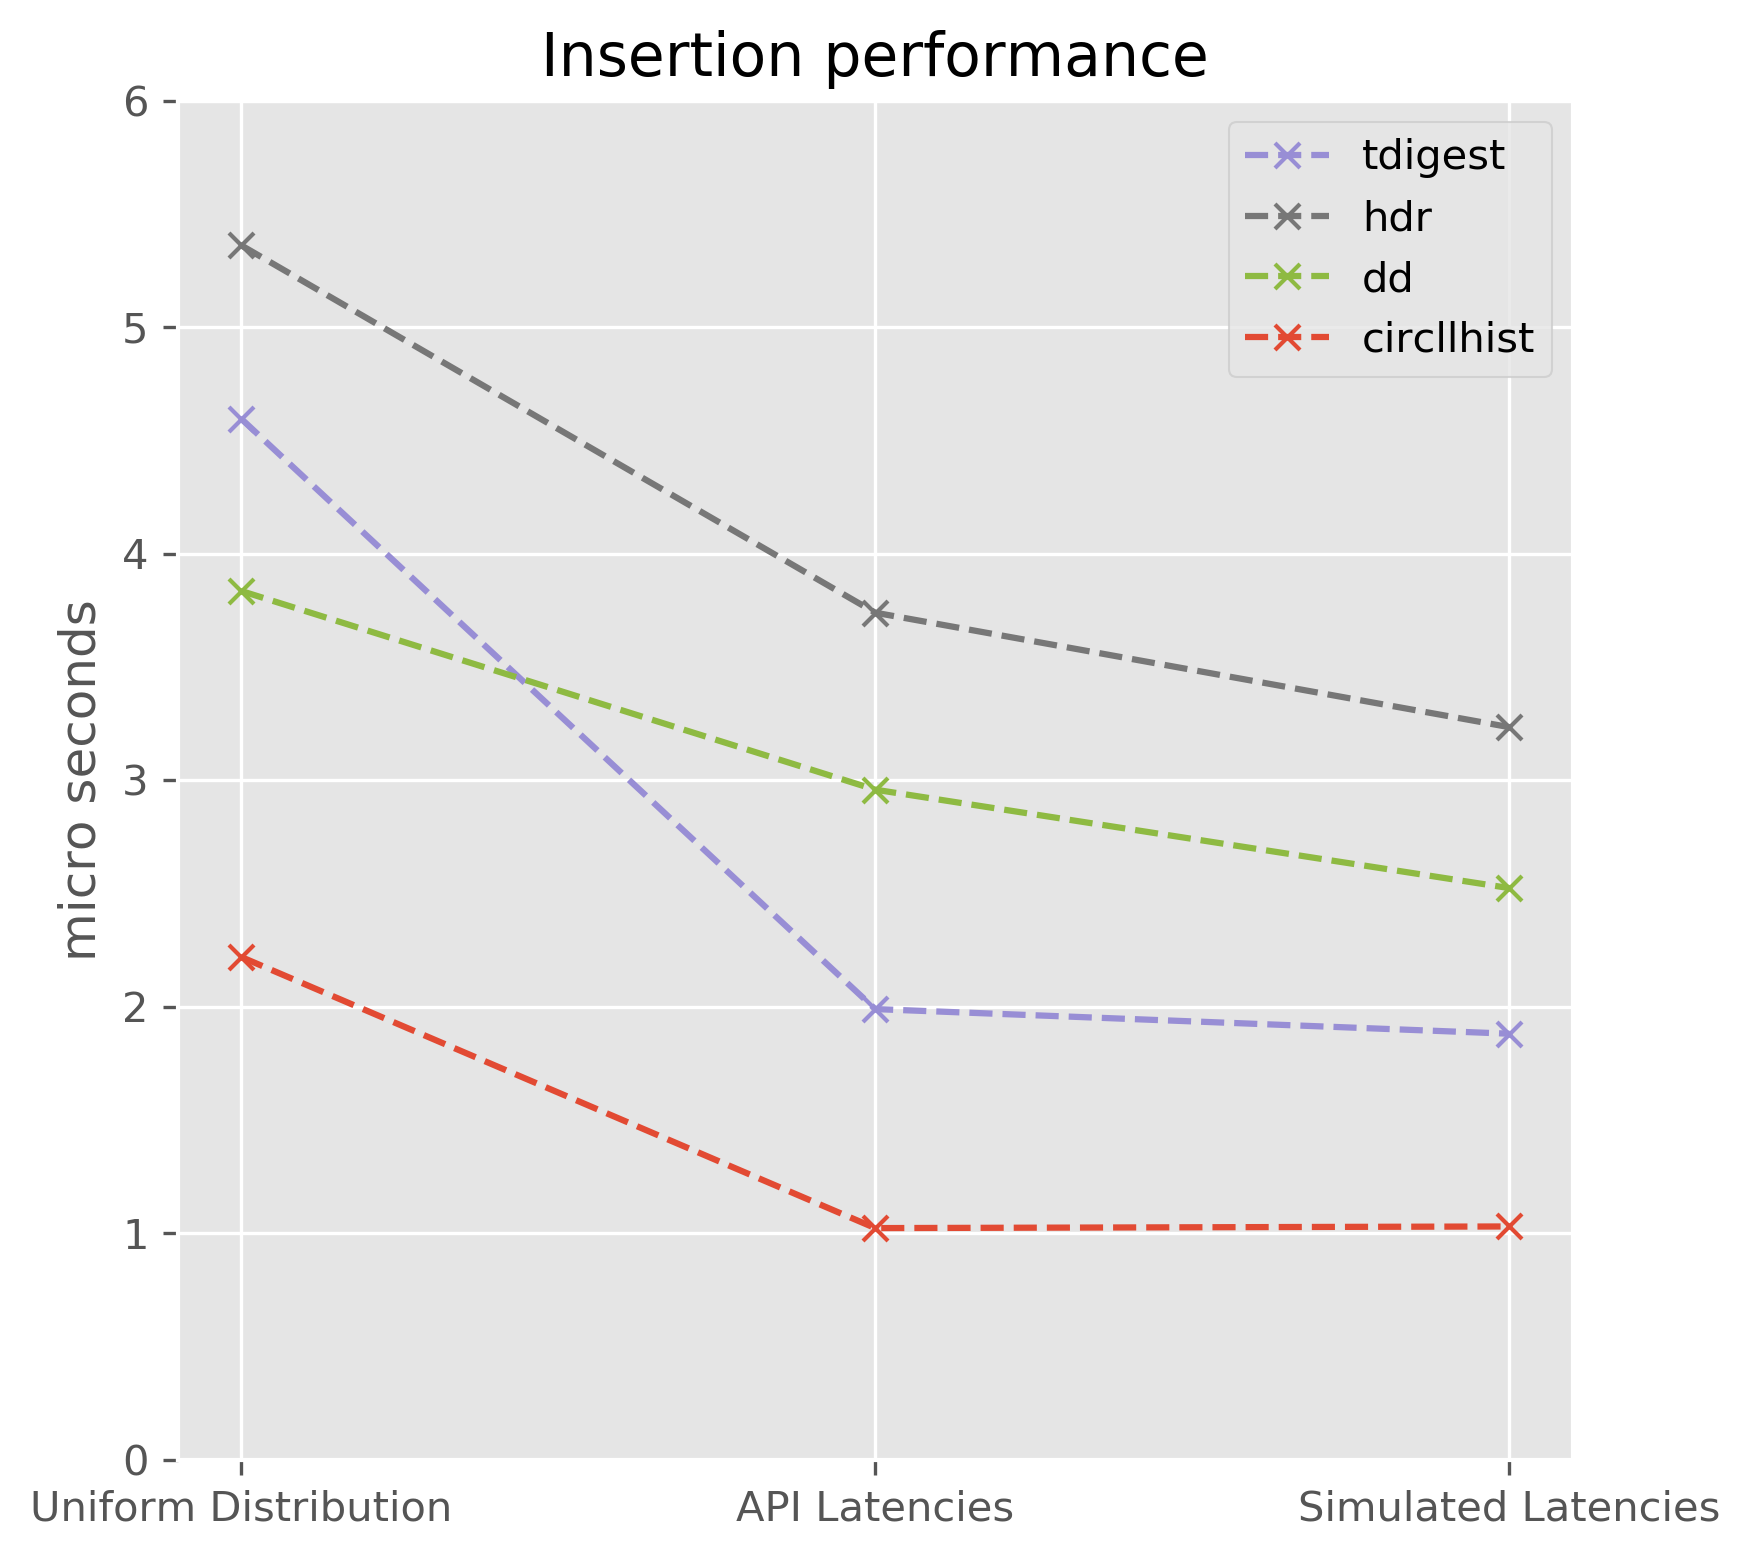 Insertion performance
6
5
4
3
2
1
0
micro seconds
tdigest
hdr
dd
circllhist
Uniform Distribution
API Latencies
Simulated Latencies